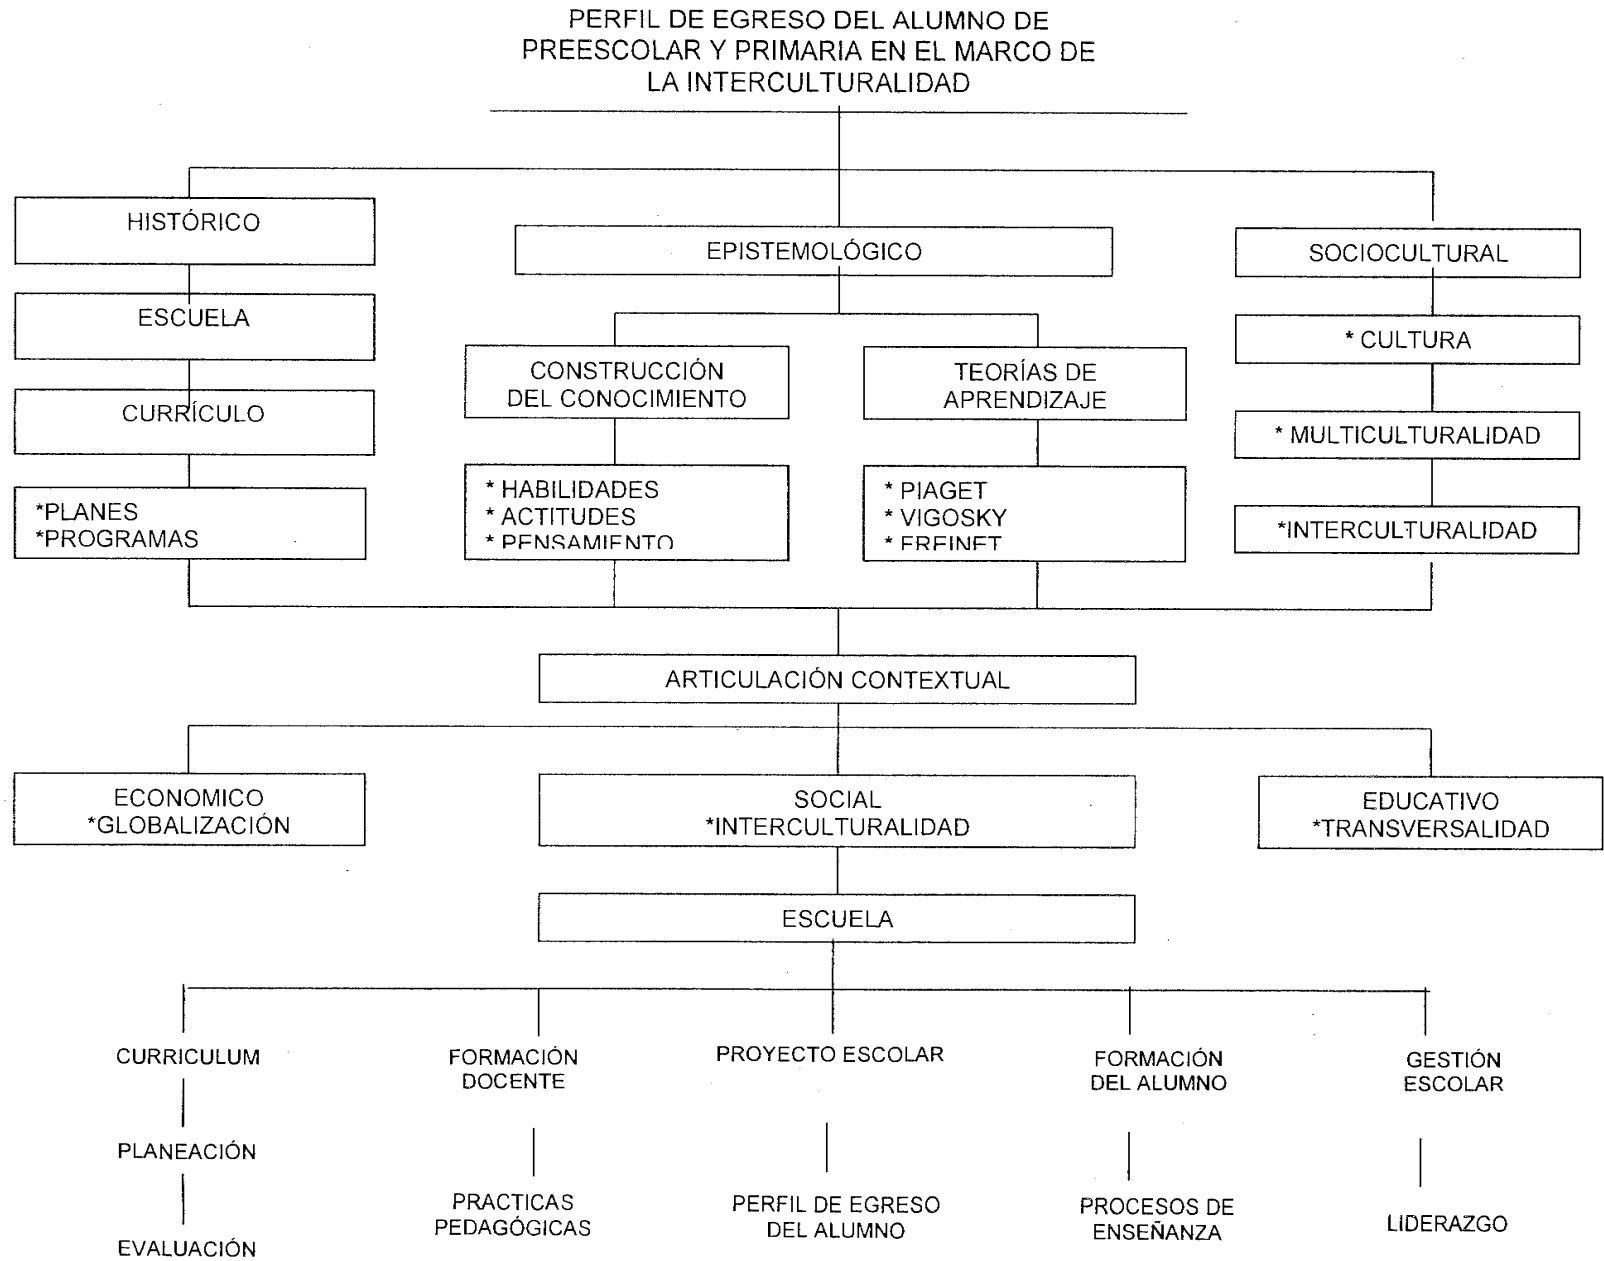 PERFIL DE EGRESO DEL ALUMNO DE
PREESCOLAR Y PRIMARIA EN EL MARCO DE
LA INTERCULTURALIDAD
HISTÓRICO
ESCUELA
CURRÍCULO
*PLANES
*PROGRAMAS
EPISTEMOLÓGICO
CONSTRUCCIÓN
DEL CONOCIMIENTO
* HABILIDADES
* ACTITUDES
* PENSAMIENTO
TEORÍAS DE
APRENDIZAJE
* PIAGET
* VIGOSKY
* FREINET
SOCIOCULTURAL
* CULTURA
* MULTICULTURALIDAD
*INTERCULTURALIDAD
ARTICULACIÓN CONTEXTUAL
ECONOMICO
*GLOBALIZACIÓN
SOCIAL
*INTERCULTURALIDAD
EDUCATIVO
*TRANSVERSALIDAD
ESCUELA
CURRICULUM
PLANEACIÓN
EVALUACIÓN
FORMACIÓN
DOCENTE
PRACTICAS
PEDAGÓGICAS
PROYECTO ESCOLAR
PERFIL DE EGRESO
DEL ALUMNO
FORMACIÓN
DEL ALUMNO
PROCESOS DE
ENSEÑANZA
GESTIÓN
ESCOLAR
LIDERAZGO